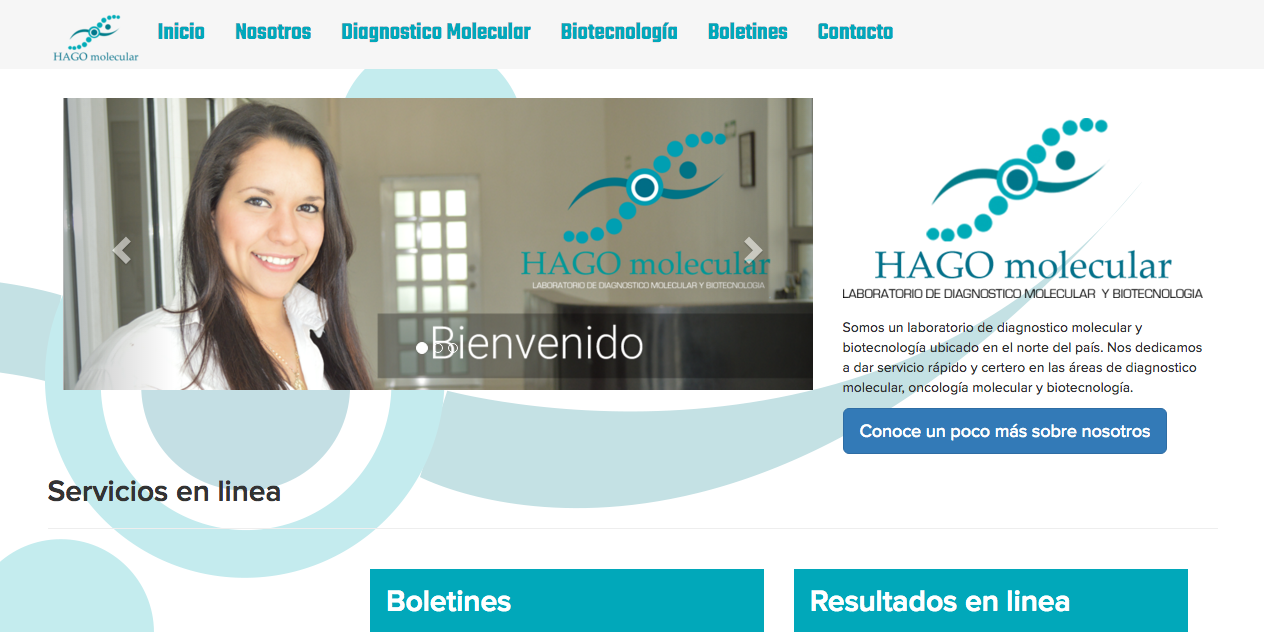 HAGO molecular
Inicio
Nosotros
Diagnostico Molecular
Biotecnología
Boletines
Contacto
HAGO molecular
LABORATORIO DE DIAGNOSTICO MOLECULAR Y BIOTECNOLOGIA
Bienvenido
HAGO molecular
LABORATORIO DE DIAGNOSTICO MOLECULAR Y BIOTECNOLOGIA
Somos un laboratorio de diagnostico molecular y
biotecnología ubicado en el norte del país. Nos dedicamos
a dar servicio rápido y certero en las áreas de diagnostico
molecular, oncología molecular y biotecnología.
Conoce un poco más sobre nosotros
Servicios en linea
Boletines
Resultados en linea